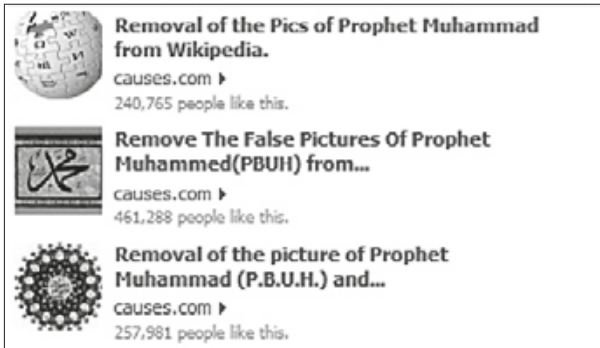 Removal of the Pics of Prophet Muhammad
from Wikipedia.
causes.com
240,765 people like this.
محمد
Remove The False Pictures Of Prophet
Muhammed(PBUH) from...
causes.com
461,288 people like this.
Removal of the picture of Prophet
Muhammad (P.B.U.H.) and...
causes.com
257,981 people like this.